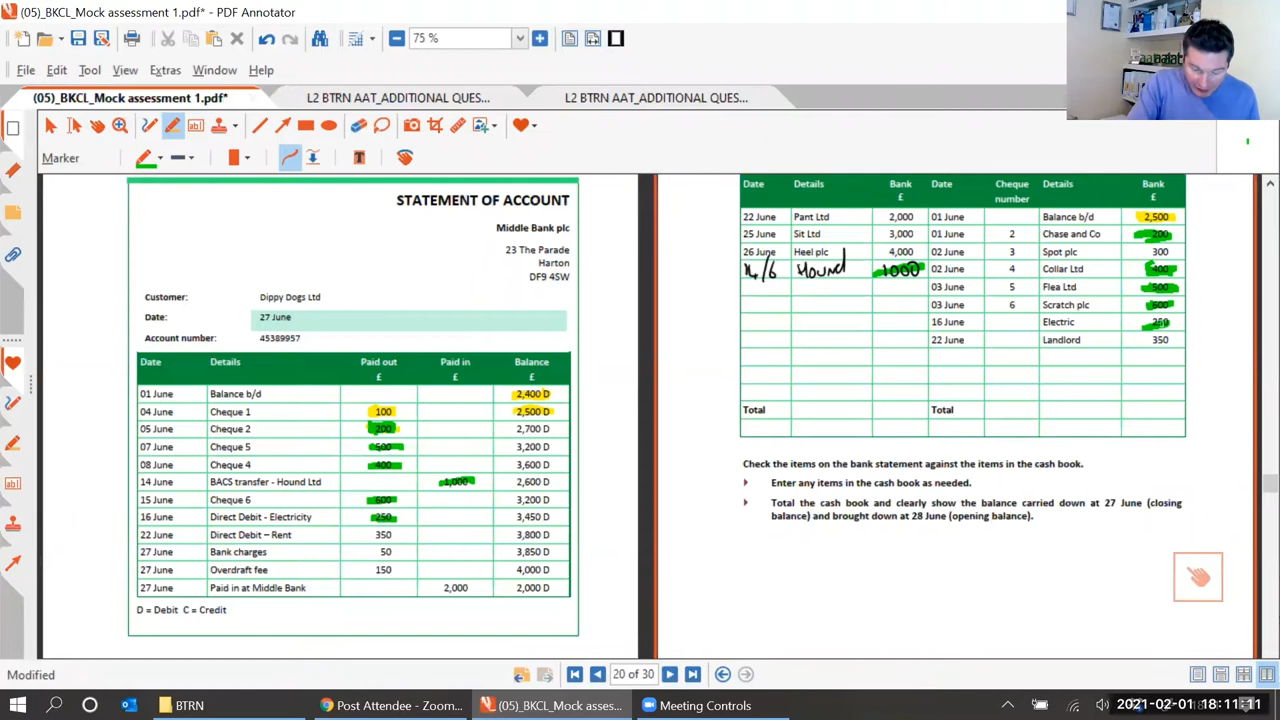 (05)_BKCL_Mock assessment 1.pdf* - PDF Annotator
75 %
File Edit Tool View Extras Window Help
(05)_BKCL_Mock assessment 1.pdf* L2 BTRN AAT_ADDITIONAL QUES... L2 BTRN AAT_ADDITIONAL QUES...
Marker
STATEMENT OF ACCOUNT
Middle Bank plc
23 The Parade
Harton
DF9 4SW
Customer: Dippy Dogs Ltd
Date: 27 June
Account number: 45389957
Date Details Paid out Paid in Balance
£ £ £
01 June Balance b/d 2,400 D
04 June Cheque 1 100 2,500 D
05 June Cheque 2 200 2,700 D
07 June Cheque 5 500 3,200 D
08 June Cheque 4 400 3,600 D
14 June BACS transfer - Hound Ltd 1,000 2,600 D
15 June Cheque 6 600 3,200 D
16 June Direct Debit - Electricity 250 3,450 D
22 June Direct Debit – Rent 350 3,800 D
27 June Bank charges 50 3,850 D
27 June Overdraft fee 150 4,000 D
27 June Paid in at Middle Bank 2,000 2,000 D
D = Debit C = Credit
Date Details Bank Date Cheque Details Bank
£ number £
22 June Pant Ltd 2,000 01 June Balance b/d 2,500
25 June Sit Ltd 3,000 01 June 2 Chase and Co 200
26 June Heel plc 4,000 02 June 3 Spot plc 300
14/6 Hound 1000 02 June 4 Collar Ltd 400
03 June 5 Flea Ltd 500
03 June 6 Scratch plc 600
16 June Electric 250
22 June Landlord 350
Total Total
Check the items on the bank statement against the items in the cash book.
Enter any items in the cash book as needed.
Total the cash book and clearly show the balance carried down at 27 June (closing
balance) and brought down at 28 June (opening balance).
Modified
20 of 30
BTRN Post Attendee - Zoom... (05)_BKCL_Mock asses... Meeting Controls
2021-02-01 18:11:11